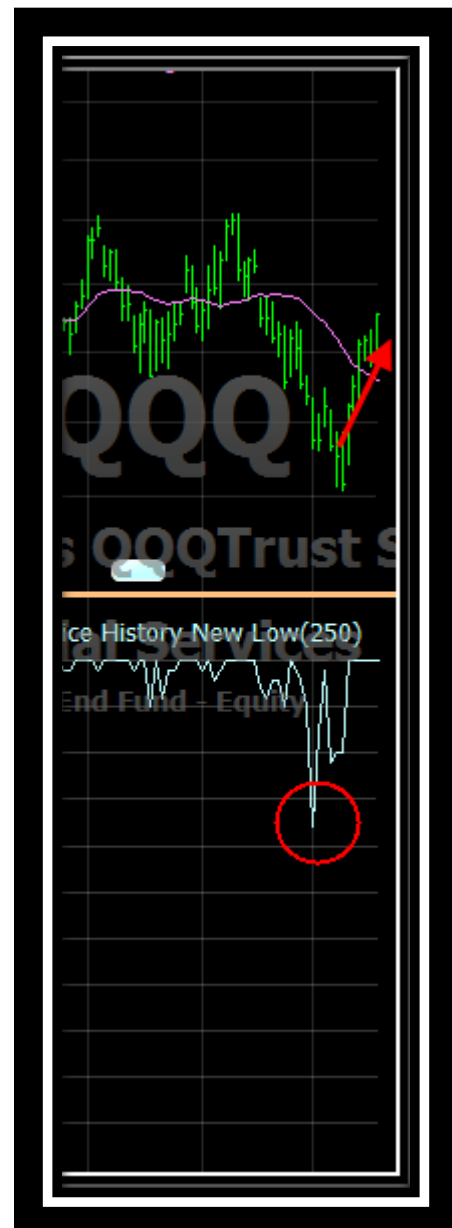 QQQ
s QQQTrust S
ice History New Low(250)
ial Services
End Fund - Equity